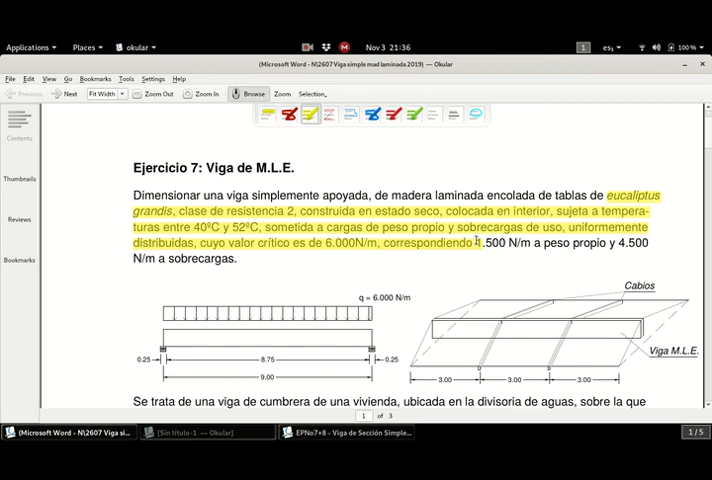 Applications
Places
okular
Nov 3 21:36
1
es₁
100 %
(Microsoft Word - N\2607Viga simple mad laminada 2019) — Okular
File Edit View Go Bookmarks Tools Settings Help
Previous Next Fit Width Zoom Out Zoom In Browse Zoom Selection
Contents
Thumbnails
Reviews
Bookmarks
Ejercicio 7: Viga de M.L.E.
Dimensionar una viga simplemente apoyada, de madera laminada encolada de tablas de eucaliptus
grandis, clase de resistencia 2, construida en estado seco, colocada en interior, sujeta a tempera-
turas entre 40ºC y 52ºC, sometida a cargas de peso propio y sobrecargas de uso, uniformemente
distribuidas, cuyo valor crítico es de 6.000N/m, correspondiendo 1.500 N/m a peso propio y 4.500
N/m a sobrecargas.
q = 6.000 N/m
0.25
8.75
0.25
9.00
Cabios
Viga M.L.E.
3.00
3.00
3.00
Se trata de una viga de cumbrera de una vivienda, ubicada en la divisoria de aguas, sobre la que
1 of 3
(Microsoft Word - N\2607 Viga si...
[Sin título-1 — Okular]
EPNo7+8 - Viga de Sección Simple...
1 / 5